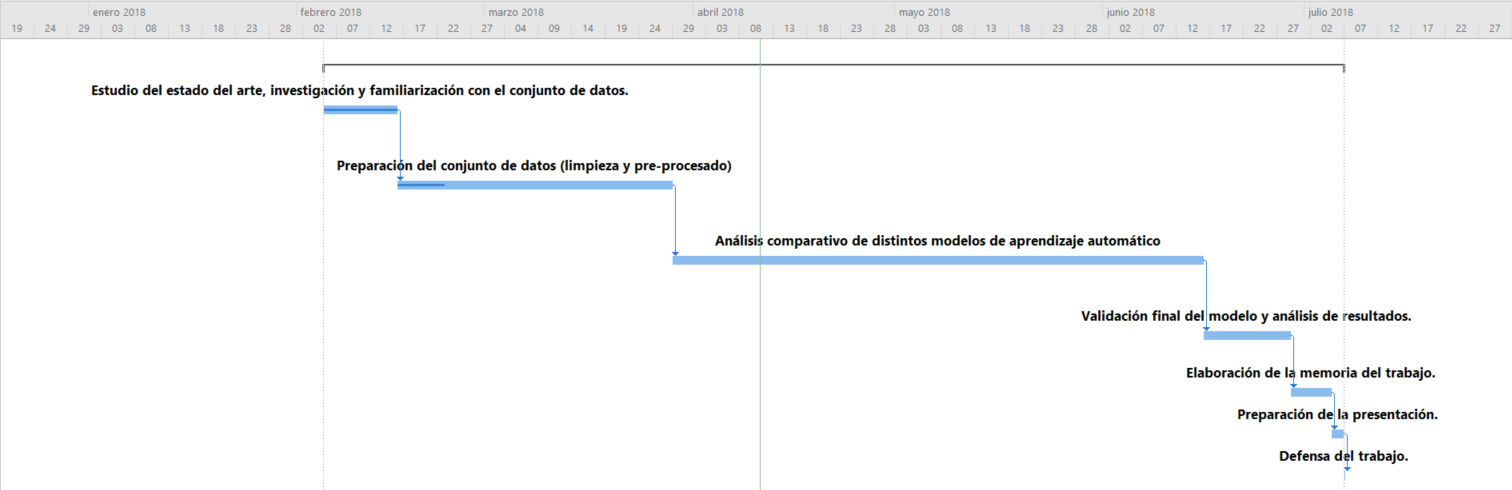 enero 2018 febrero 2018 marzo 2018 abril 2018 mayo 2018 junio 2018 julio 2018
19 24 29 03 08 13 18 23 28 02 07 12 17 22 27 04 09 14 19 24 29 03 08 13 18 23 28 03 08 13 18 23 28 02 07 12 17 22 27 02 07 12 17 22 27
Estudio del estado del arte, investigación y familiarización con el conjunto de datos.
Preparación del conjunto de datos (limpieza y pre-procesado)
Análisis comparativo de distintos modelos de aprendizaje automático
Validación final del modelo y análisis de resultados.
Elaboración de la memoria del trabajo.
Preparación de la presentación.
Defensa del trabajo.